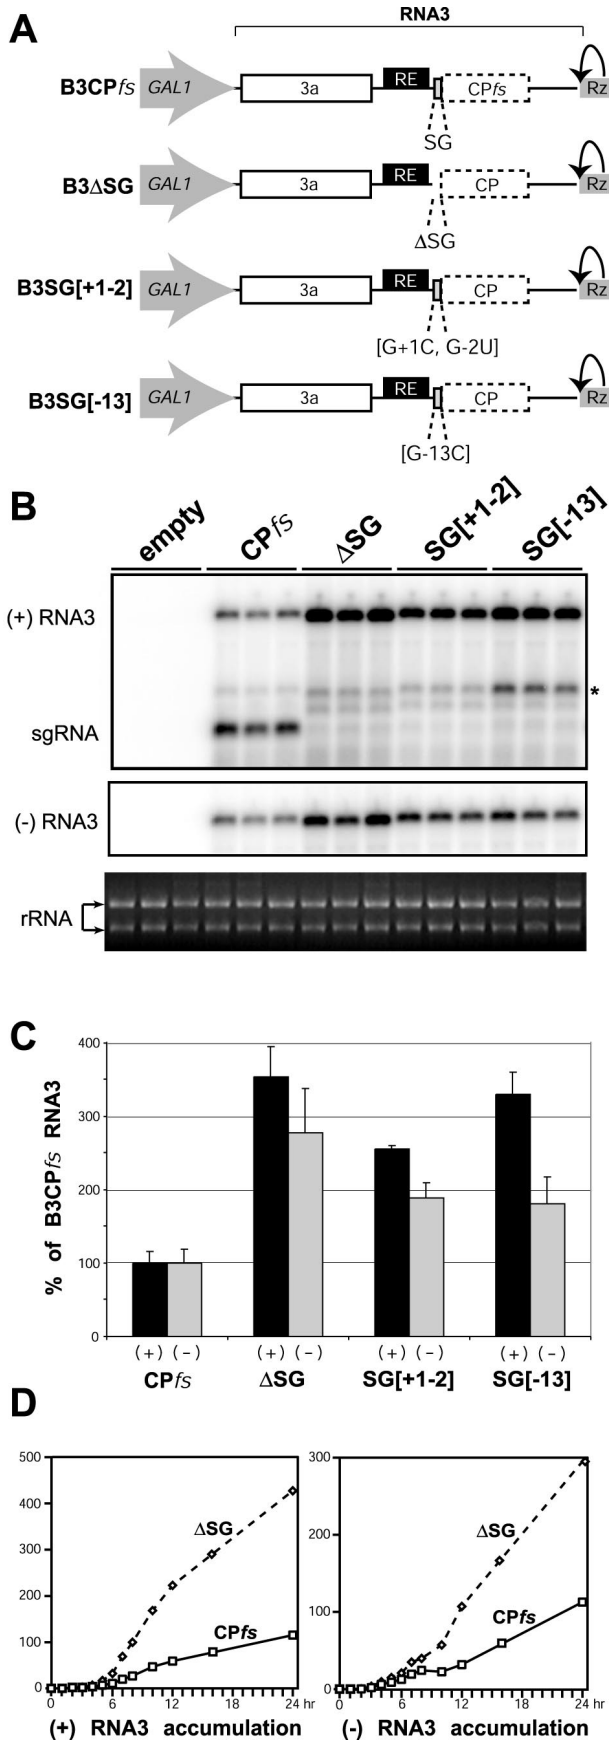 A
RNA3
B3CPfs GAL1 3a RE CPfs Rz
SG
B3ΔSG GAL1 3a RE CP Rz
ΔSG
B3SG[+1-2] GAL1 3a RE CP Rz
[G+1C, G-2U]
B3SG[-13] GAL1 3a RE CP Rz
[G-13C]
B
empty CPfs ΔSG SG[+1-2] SG[-13]
(+) RNA3
*
sgRNA
(-) RNA3
rRNA
C
% of B3CPfs RNA3
400
300
200
100
0
(+) (-) (+) (-) (+) (-) (+) (-)
CPfs ΔSG SG[+1-2] SG[-13]
D
500
400
300
200
100
0
ΔSG
CPfs
0 6 12 18 24 hr
(+) RNA3 accumulation
300
200
100
0
ΔSG
CPfs
0 6 12 18 24 hr
(-) RNA3 accumulation